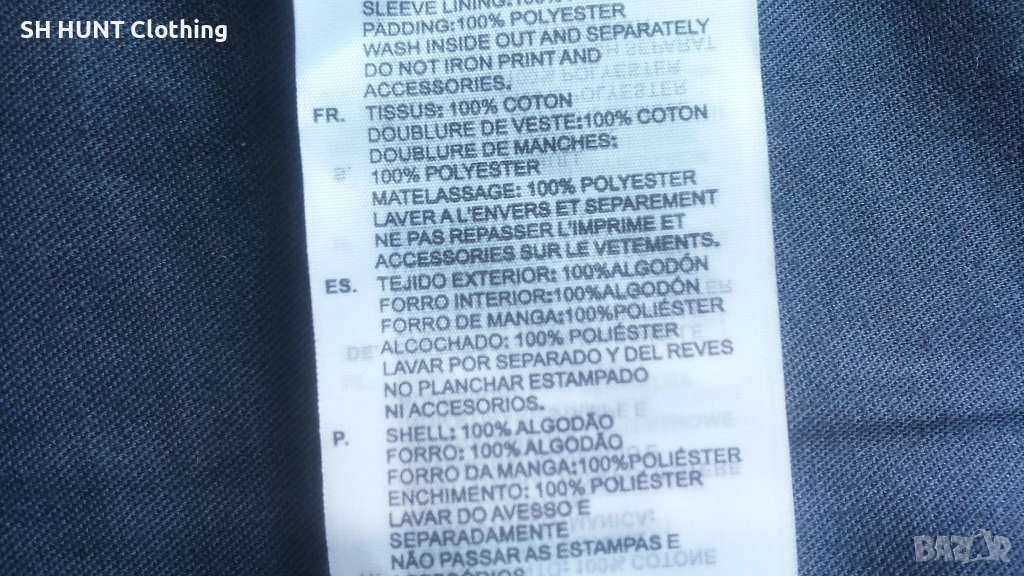 SH HUNT Clothing
SLEEVE LINING:100%
PADDING:100% POLYESTER
WASH INSIDE OUT AND SEPARATELY
DO NOT IRON PRINT AND
ACCESSORIES.
FR. TISSUS: 100% COTON
DOUBLURE DE VESTE:100% COTON
DOUBLURE DE MANCHES:
100% POLYESTER
MATELASSAGE: 100% POLYESTER
LAVER A L'ENVERS ET SEPAREMENT
NE PAS REPASSER L'IMPRIME ET
ACCESSORIES SUR LE VETEMENTS.
ES. TEJIDO EXTERIOR: 100%ALGODÓN
FORRO INTERIOR:100%ALGODÓN
FORRO DE MANGA:100%POLIÉSTER
ALCOCHADO: 100% POLIÉSTER
LAVAR POR SEPARADO Y DEL REVES
NO PLANCHAR ESTAMPADO
NI ACCESORIOS.
P. SHELL: 100% ALGODÃO
FORRO: 100% ALGODÃO
FORRO DA MANGA:100%POLIÉSTER
ENCHIMENTO: 100% POLIÉSTER
LAVAR DO AVESSO E
SEPARADAMENTE
NÃO PASSAR AS ESTAMPAS E
BAZAR